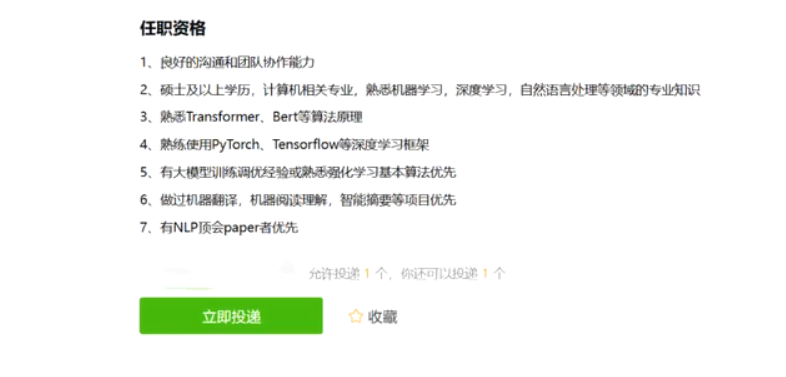 任职资格
1、良好的沟通和团队协作能力
2、硕士及以上学历，计算机相关专业，熟悉机器学习，深度学习，自然语言处理等领域的专业知识
3、熟悉Transformer、Bert等算法原理
4、熟练使用PyTorch、Tensorflow等深度学习框架
5、有大模型训练调优经验或熟悉强化学习基本算法优先
6、做过机器翻译，机器阅读理解，智能摘要等项目优先
7、有NLP顶会paper者优先
允许投递 1 个，你还可以投递 1 个
立即投递 收藏